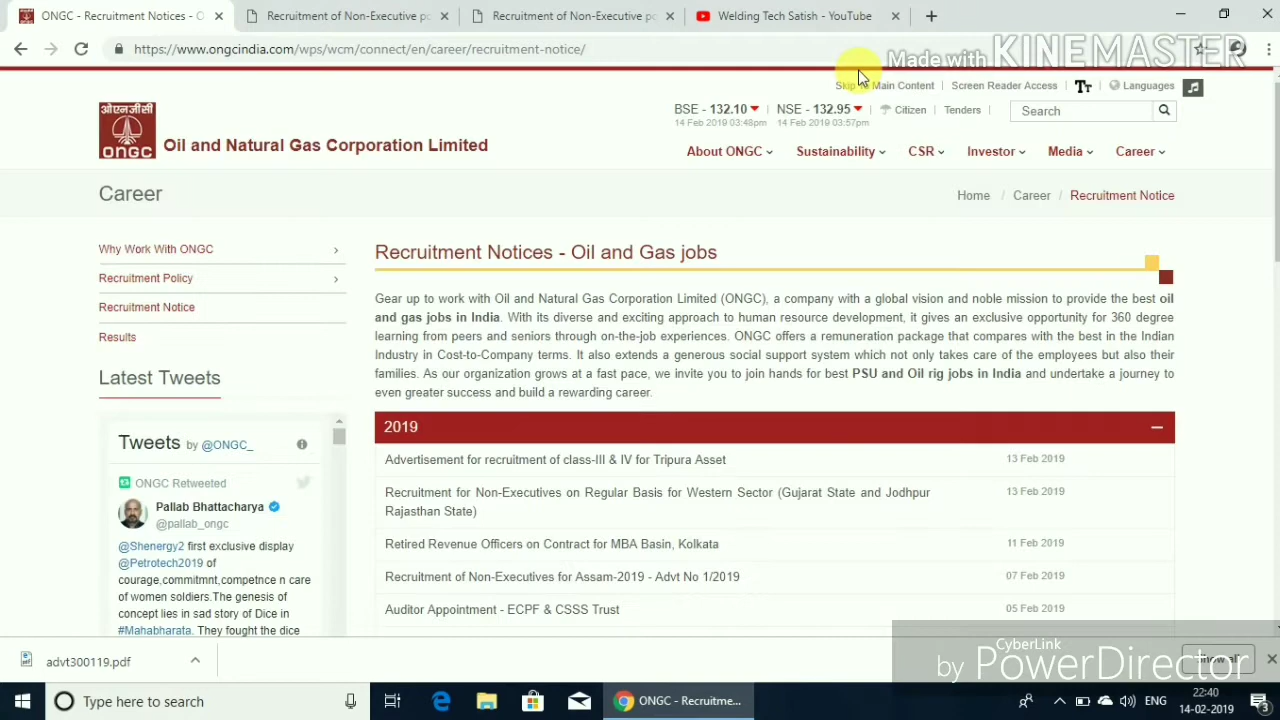 ONGC - Recruitment Notices - O
Recruitment of Non-Executive po
Recruitment of Non-Executive po
Welding Tech Satish - YouTube
https://www.ongcindia.com/wps/wcm/connect/en/career/recruitment-notice/
Made with KINEMASTER
Skip To Main Content
Screen Reader Access
TT
Languages
ओएनजीसी
ONGC
Oil and Natural Gas Corporation Limited
BSE - 132.10
NSE - 132.95
Citizen
Tenders
Search
14 Feb 2019 03:48pm
14 Feb 2019 03:57pm
About ONGC
Sustainability
CSR
Investor
Media
Career
Career
Home / Career / Recruitment Notice
Why Work With ONGC
Recruitment Policy
Recruitment Notice
Results
Latest Tweets
Tweets by @ONGC_
ONGC Retweeted
Pallab Bhattacharya
@pallab_ongc
@Shenergy2 first exclusive display
@Petrotech2019 of
courage,commitmnt,competnce n care
of women soldiers.The genesis of
concept lies in sad story of Dice in
#Mahabharata. They fought the dice
Recruitment Notices - Oil and Gas jobs
Gear up to work with Oil and Natural Gas Corporation Limited (ONGC), a company with a global vision and noble mission to provide the best oil
and gas jobs in India. With its diverse and exciting approach to human resource development, it gives an exclusive opportunity for 360 degree
learning from peers and seniors through on-the-job experiences. ONGC offers a remuneration package that compares with the best in the Indian
Industry in Cost-to-Company terms. It also extends a generous social support system which not only takes care of the employees but also their
families. As our organization grows at a fast pace, we invite you to join hands for best PSU and Oil rig jobs in India and undertake a journey to
even greater success and build a rewarding career.
2019
Advertisement for recruitment of class-III & IV for Tripura Asset 13 Feb 2019
Recruitment for Non-Executives on Regular Basis for Western Sector (Gujarat State and Jodhpur 13 Feb 2019
Rajasthan State)
Retired Revenue Officers on Contract for MBA Basin, Kolkata 11 Feb 2019
Recruitment of Non-Executives for Assam-2019 - Advt No 1/2019 07 Feb 2019
Auditor Appointment - ECPF & CSSS Trust 05 Feb 2019
advt300119.pdf
CyberLink
by PowerDirector
Show all
Type here to search
ONGC - Recruitme...
ENG
22:40
14-02-2019
3